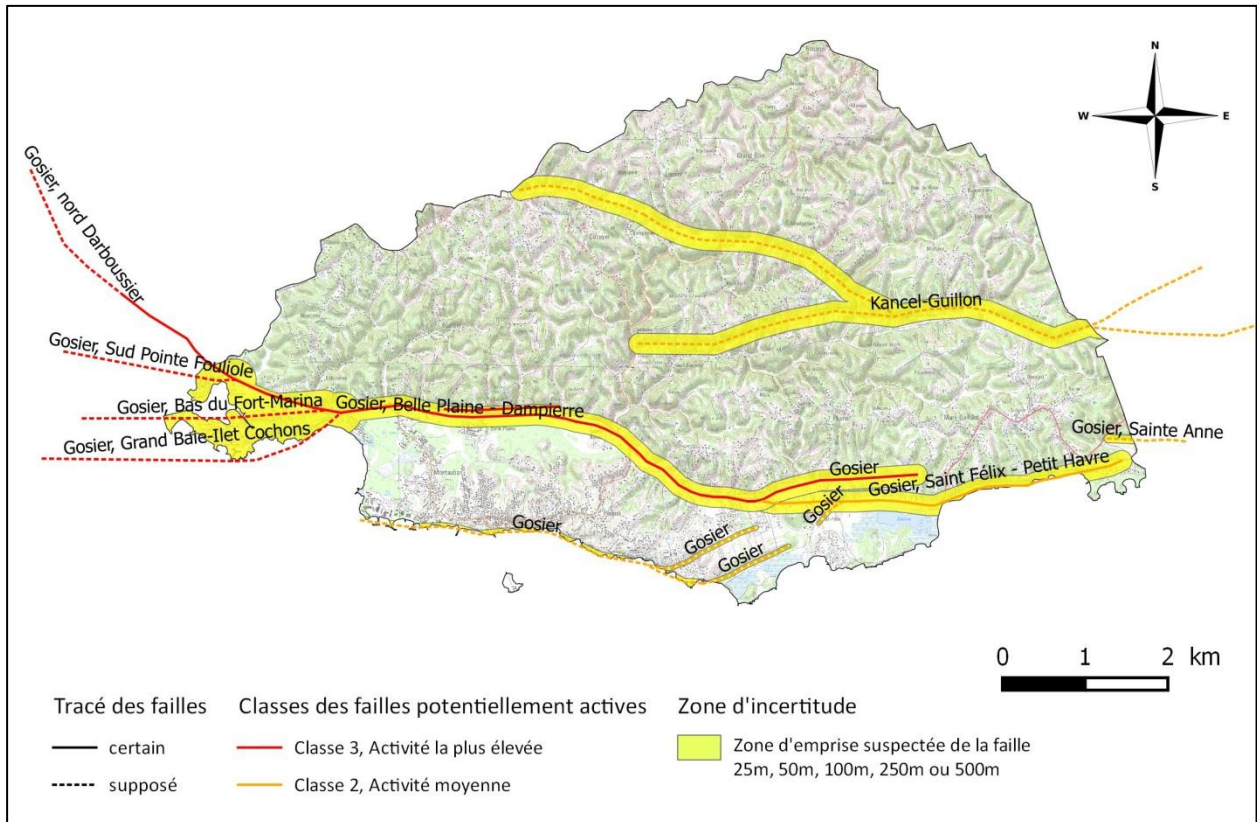 N
W
E
S
Gosier, nord Darboussier
Kancel-Guillon
Gosier, Sud Pointe Fouliole
Gosier, Bas du Fort-Marina
Gosier, Belle Plaine - Dampierre
Gosier, Grand Baie-Ilet Cochons
Gosier, Sainte Anne
Gosier
Gosier, Saint Félix - Petit Havre
Gosier
Gosier
Gosier
Gosier
0 1 2 km
Tracé des failles
certain
supposé
Classes des failles potentiellement actives
Classe 3, Activité la plus élevée
Classe 2, Activité moyenne
Zone d'incertitude
Zone d'emprise suspectée de la faille
25m, 50m, 100m, 250m ou 500m